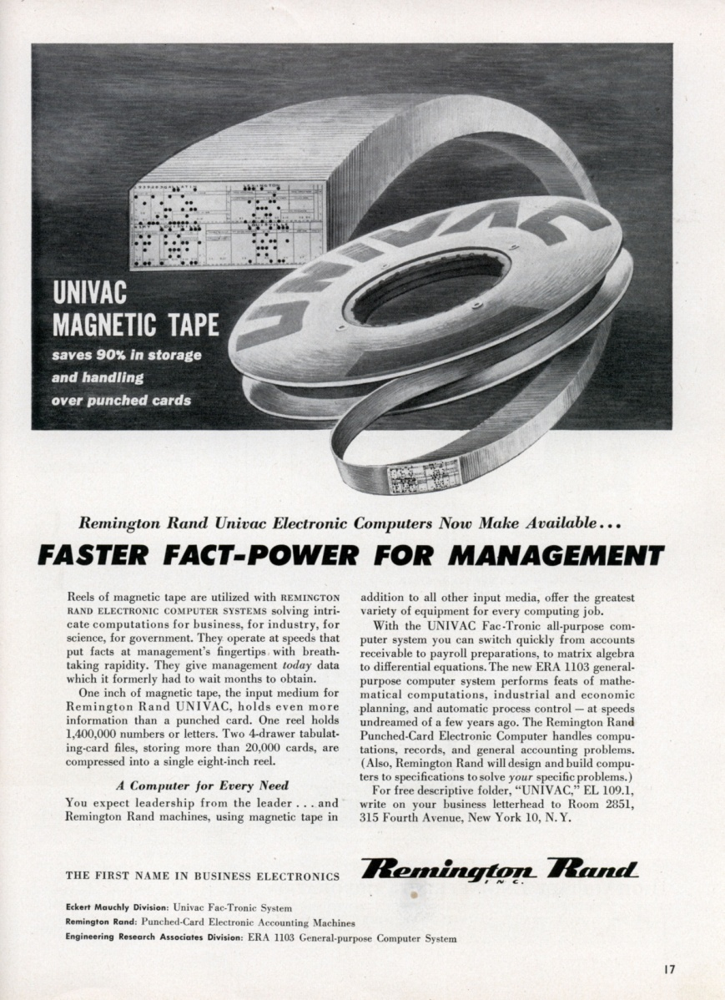 UNIVAC
UNIVAC
MAGNETIC TAPE
saves 90% in storage
and handling
over punched cards
Remington Rand Univac Electronic Computers Now Make Available...
FASTER FACT-POWER FOR MANAGEMENT
Reels of magnetic tape are utilized with REMINGTON
RAND ELECTRONIC COMPUTER SYSTEMS solving intri-
cate computations for business, for industry, for
science, for government. They operate at speeds that
put facts at management's fingertips with breath-
taking rapidity. They give management today data
which it formerly had to wait months to obtain.
One inch of magnetic tape, the input medium for
Remington Rand UNIVAC, holds even more
information than a punched card. One reel holds
1,400,000 numbers or letters. Two 4-drawer tabulat-
ing-card files, storing more than 20,000 cards, are
compressed into a single eight-inch reel.
A Computer for Every Need
You expect leadership from the leader . . . and
Remington Rand machines, using magnetic tape in
addition to all other input media, offer the greatest
variety of equipment for every computing job.
With the UNIVAC Fac-Tronic all-purpose com-
puter system you can switch quickly from accounts
receivable to payroll preparations, to matrix algebra
to differential equations. The new ERA 1103 general-
purpose computer system performs feats of mathe-
matical computations, industrial and economic
planning, and automatic process control — at speeds
undreamed of a few years ago. The Remington Rand
Punched-Card Electronic Computer handles compu-
tations, records, and general accounting problems.
(Also, Remington Rand will design and build compu-
ters to specifications to solve your specific problems.)
For free descriptive folder, "UNIVAC," EL 109.1,
write on your business letterhead to Room 2851,
315 Fourth Avenue, New York 10, N.Y.
THE FIRST NAME IN BUSINESS ELECTRONICS
Remington Rand
INC.
Eckert Mauchly Division: Univac Fac-Tronic System
Remington Rand: Punched-Card Electronic Accounting Machines
Engineering Research Associates Division: ERA 1103 General-purpose Computer System
17